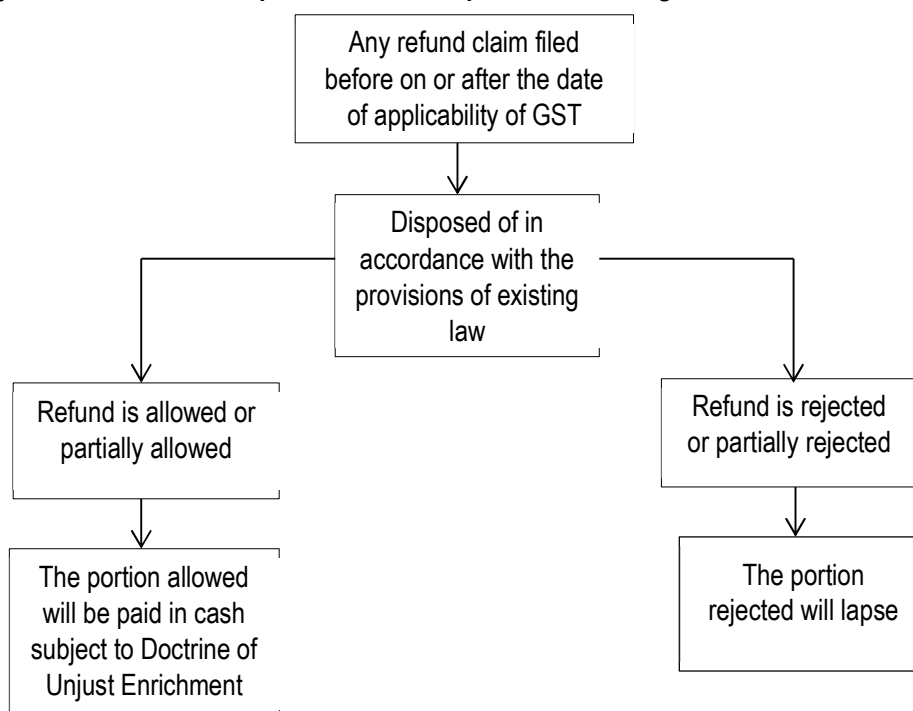 Any refund claim filed
before on or after the date
of applicability of GST
Disposed of in
accordance with the
provisions of existing
law
Refund is allowed or
partially allowed
Refund is rejected
or partially rejected
The portion allowed
will be paid in cash
subject to Doctrine of
Unjust Enrichment
The portion
rejected will lapse